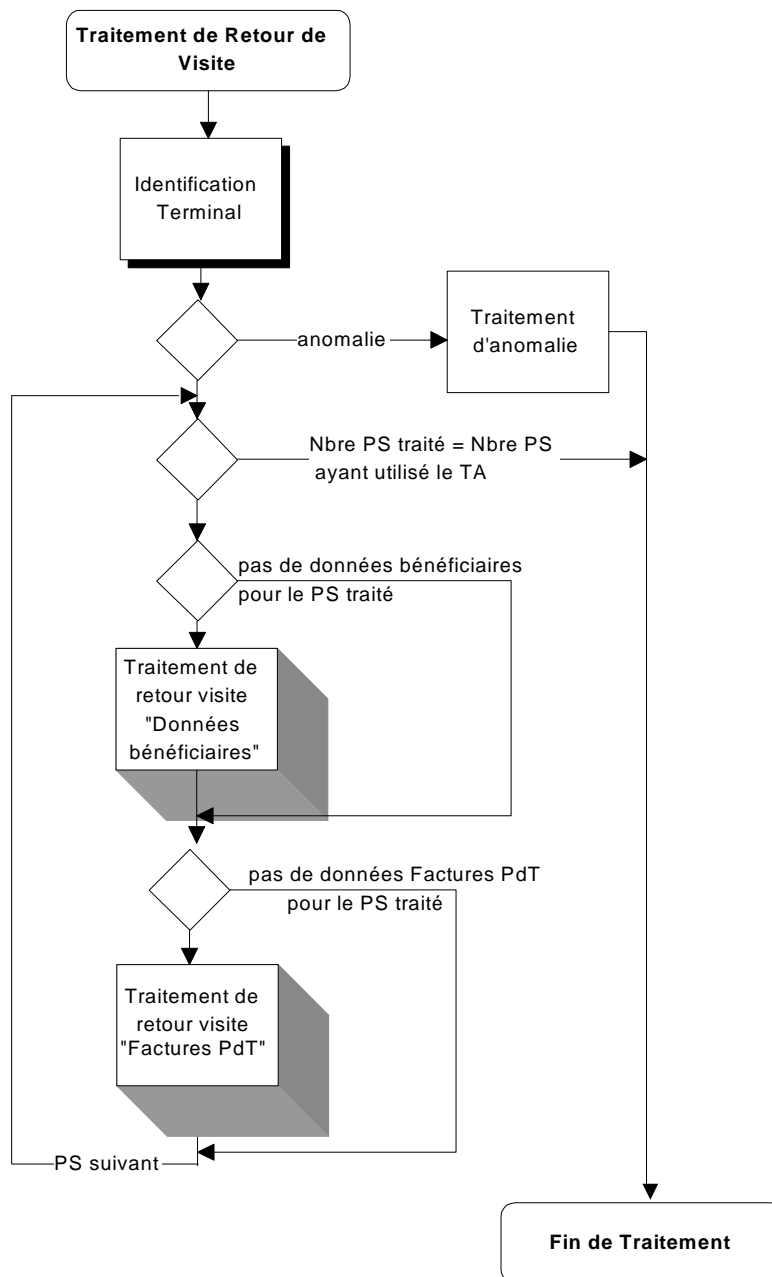 Traitement de Retour de
Visite
Identification
Terminal
anomalie
Traitement
d'anomalie
Nbre PS traité = Nbre PS
ayant utilisé le TA
pas de données bénéficiaires
pour le PS traité
Traitement de
retour visite
"Données
bénéficiaires"
pas de données Factures PdT
pour le PS traité
Traitement de
retour visite
"Factures PdT"
PS suivant
Fin de Traitement